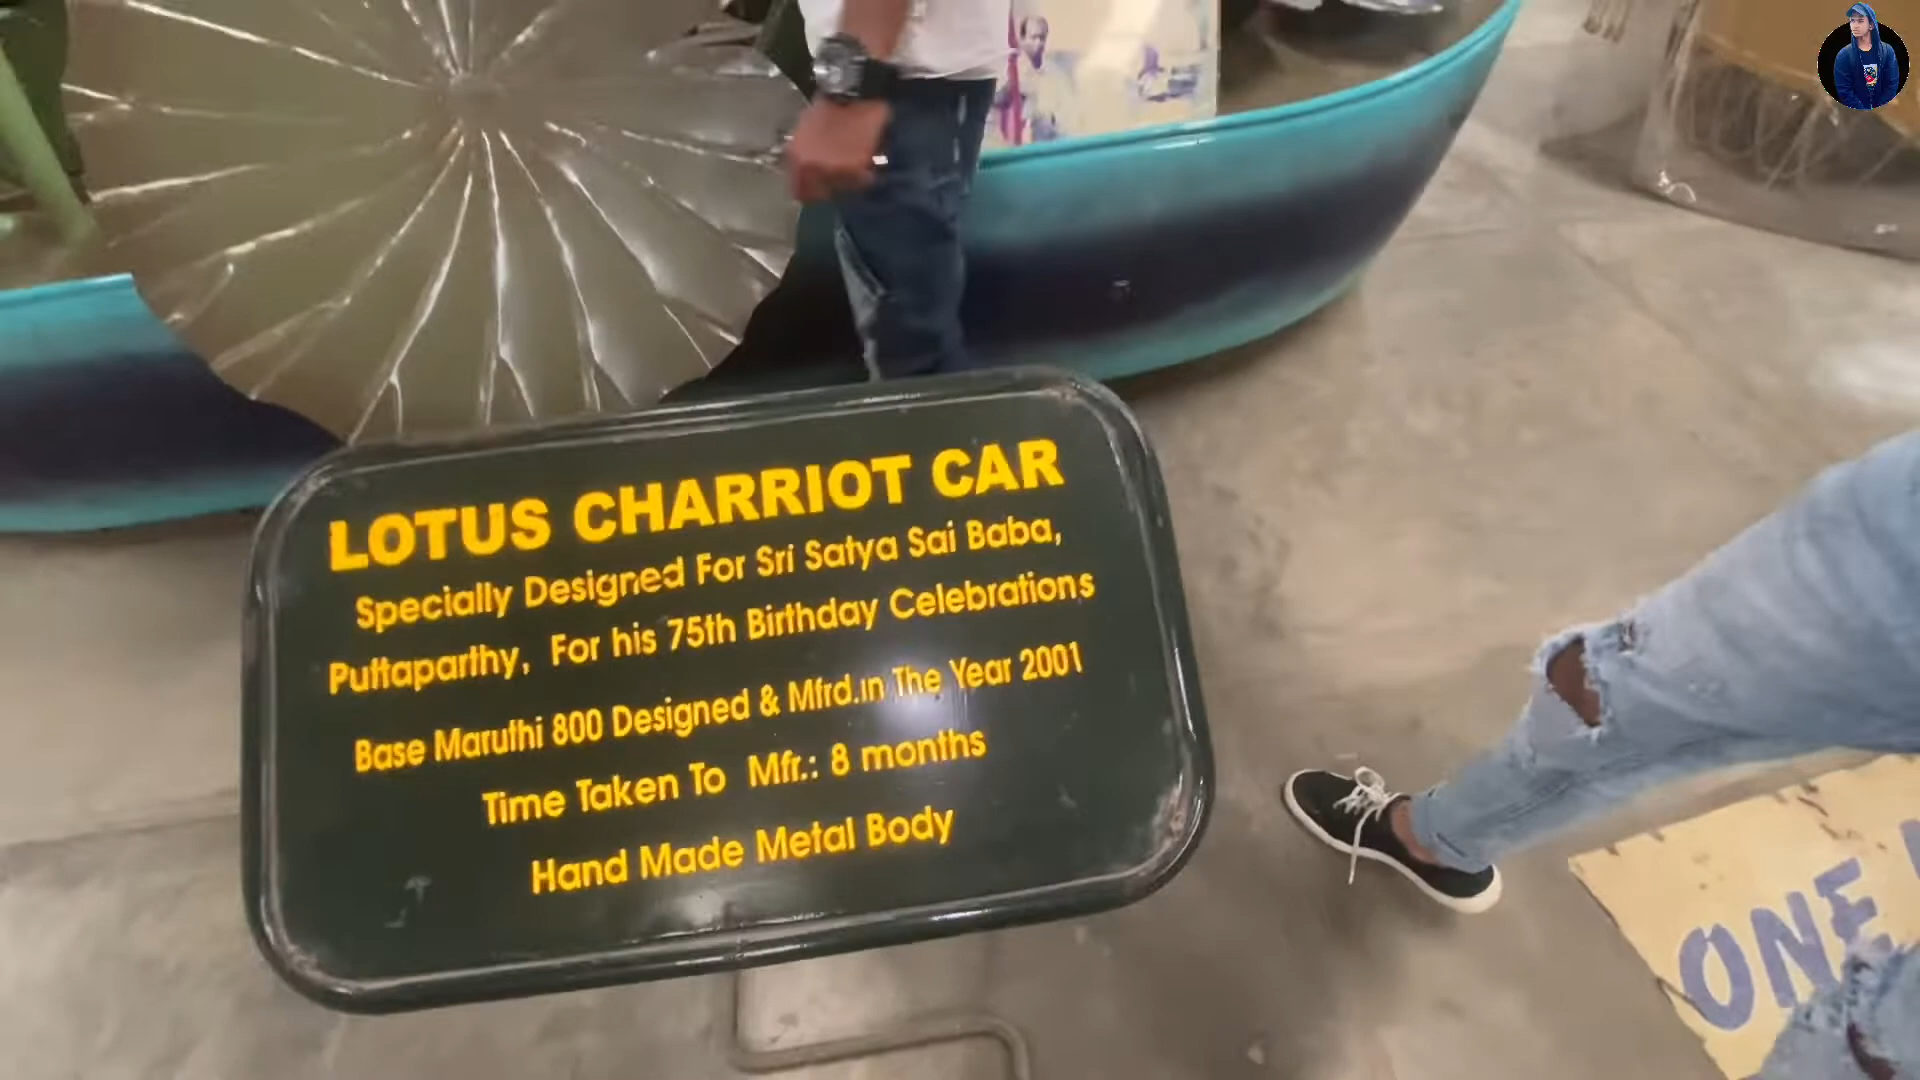 LOTUS CHARRIOT CAR
Specially Designed For Sri Satya Sai Baba,
Puttaparthy, For his 75th Birthday Celebrations
Base Maruthi 800 Designed & Mfrd.in The Year 2001
Time Taken To Mfr.: 8 months
Hand Made Metal Body
ONE